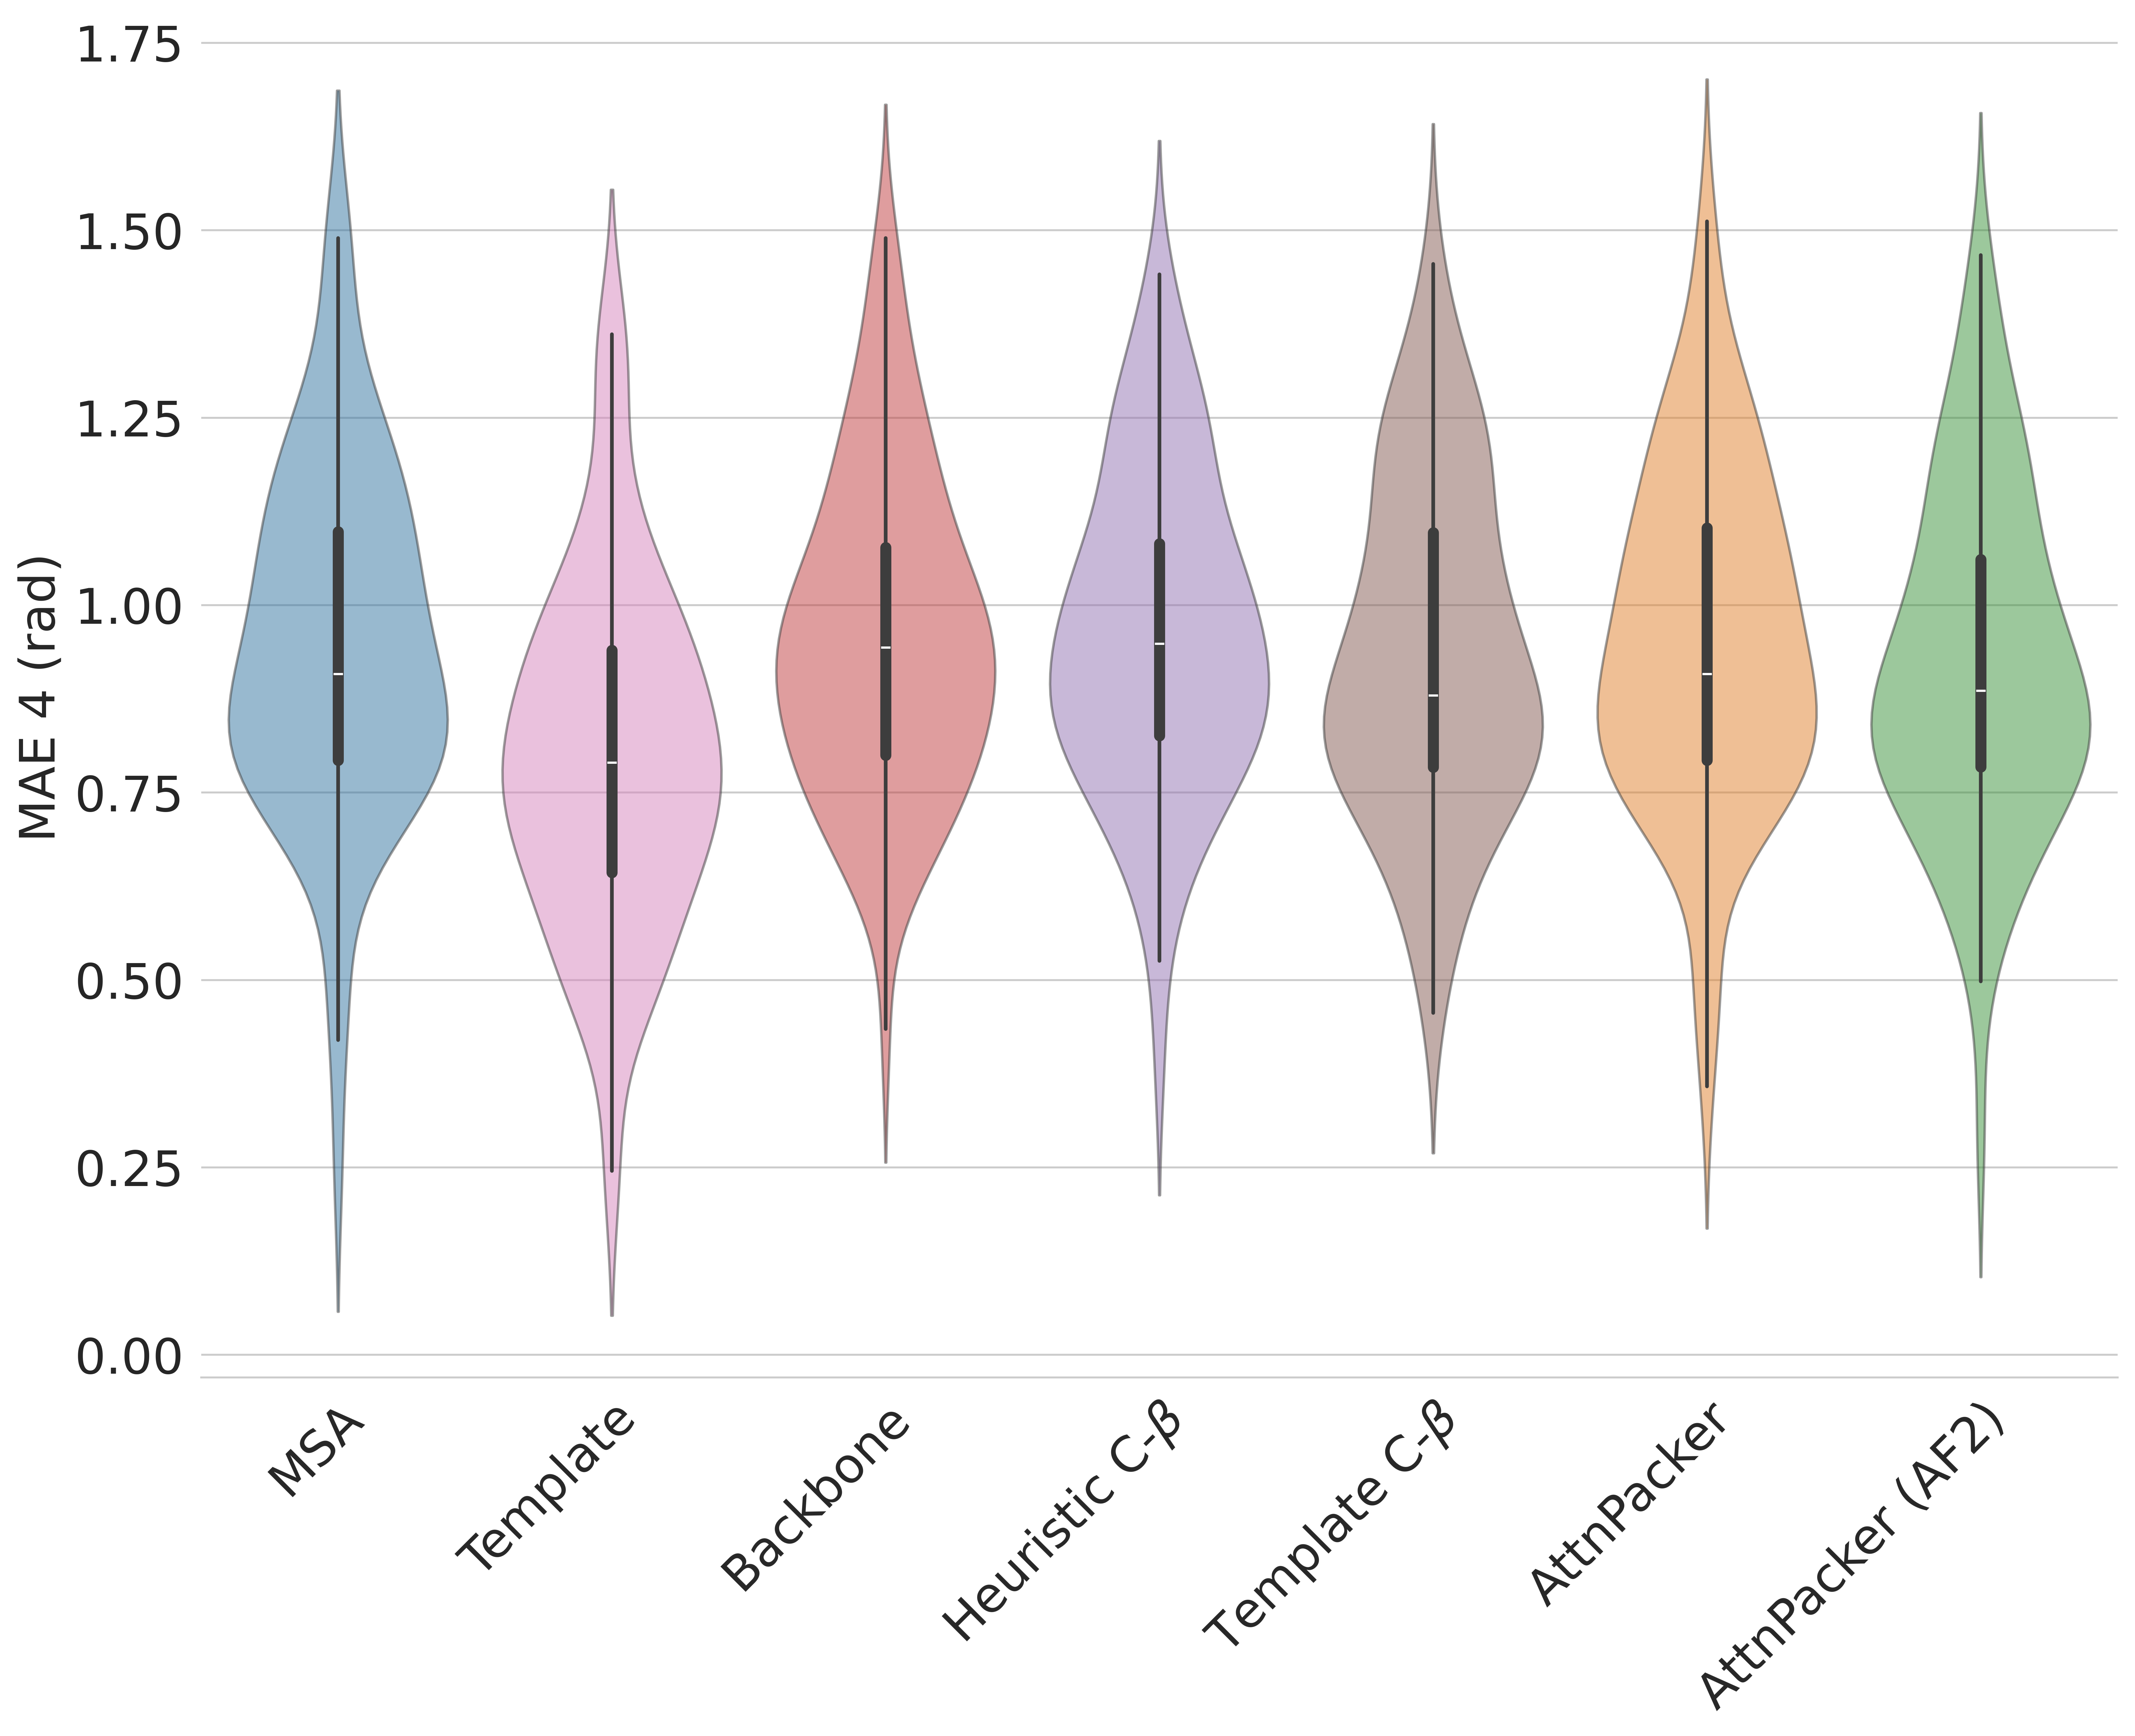 1.75
1.50
1.25
1.00
0.75
0.50
0.25
0.00
MAE 4 (rad)
MSA
Template
Backbone
Heuristic C-β
Template C-β
AttnPacker
AttnPacker (AF2)